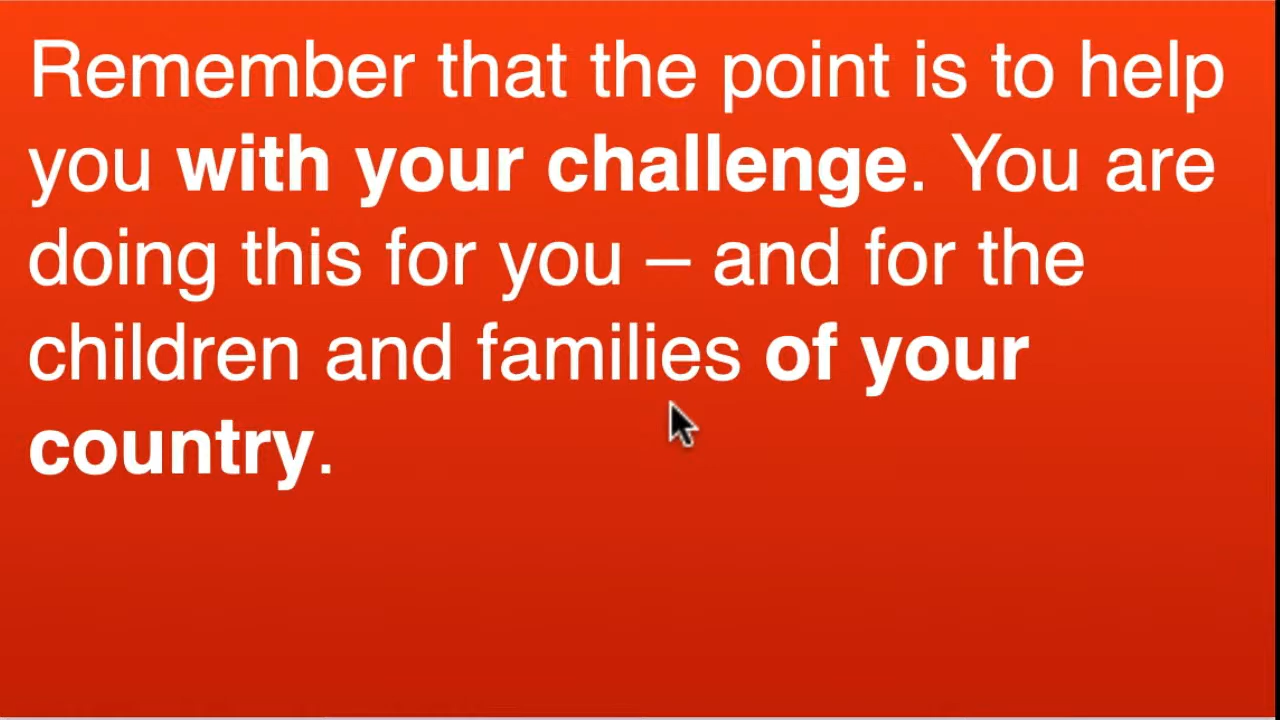 Remember that the point is to help
you with your challenge. You are
doing this for you – and for the
children and families of your
country.